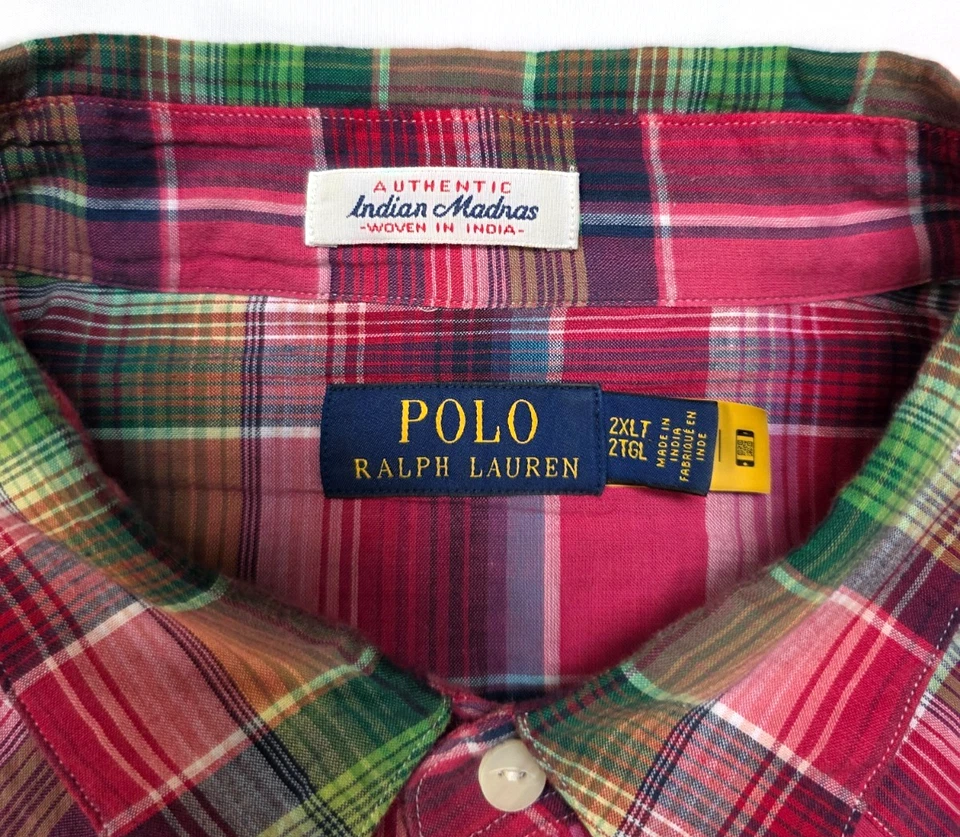 AUTHENTIC
Indian Madras
-WOVEN IN INDIA-
POLO
RALPH LAUREN
2XLT
2TGL
MADE IN
INDIA
FABRIQUÉ EN
INDE